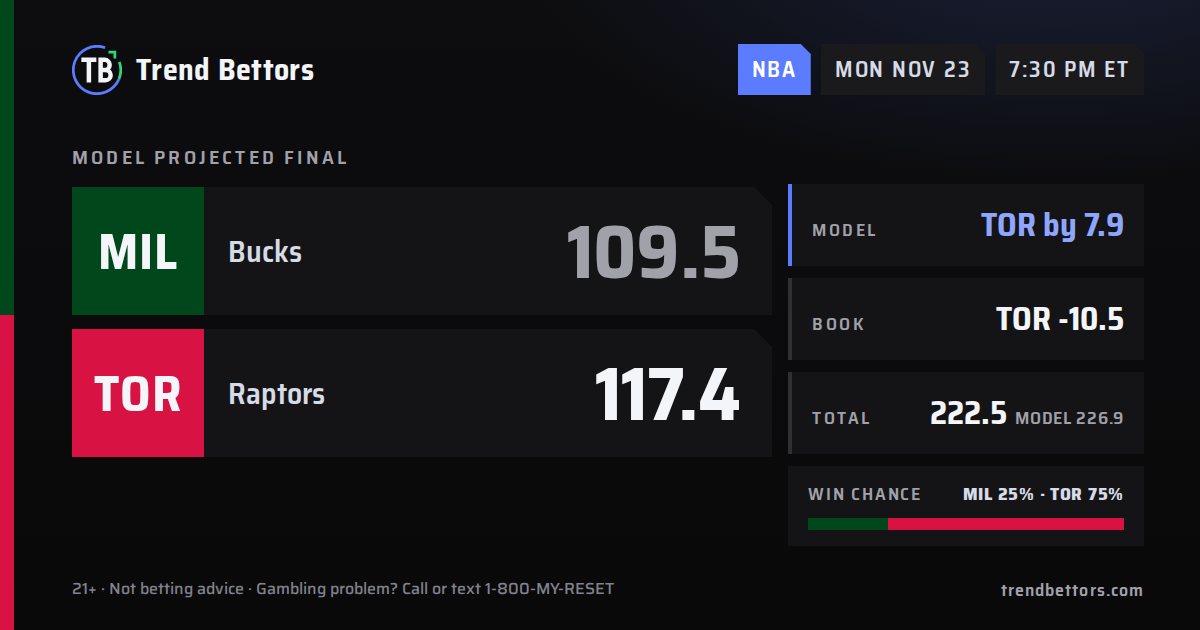 TB Trend Bettors
NBA MON NOV 23 7:30 PM ET
MODEL PROJECTED FINAL
MIL Bucks 109.5
TOR Raptors 117.4
MODEL TOR by 7.9
BOOK TOR -10.5
TOTAL 222.5 MODEL 226.9
WIN CHANCE MIL 25% · TOR 75%
21+ · Not betting advice · Gambling problem? Call or text 1-800-MY-RESET
trendbettors.com